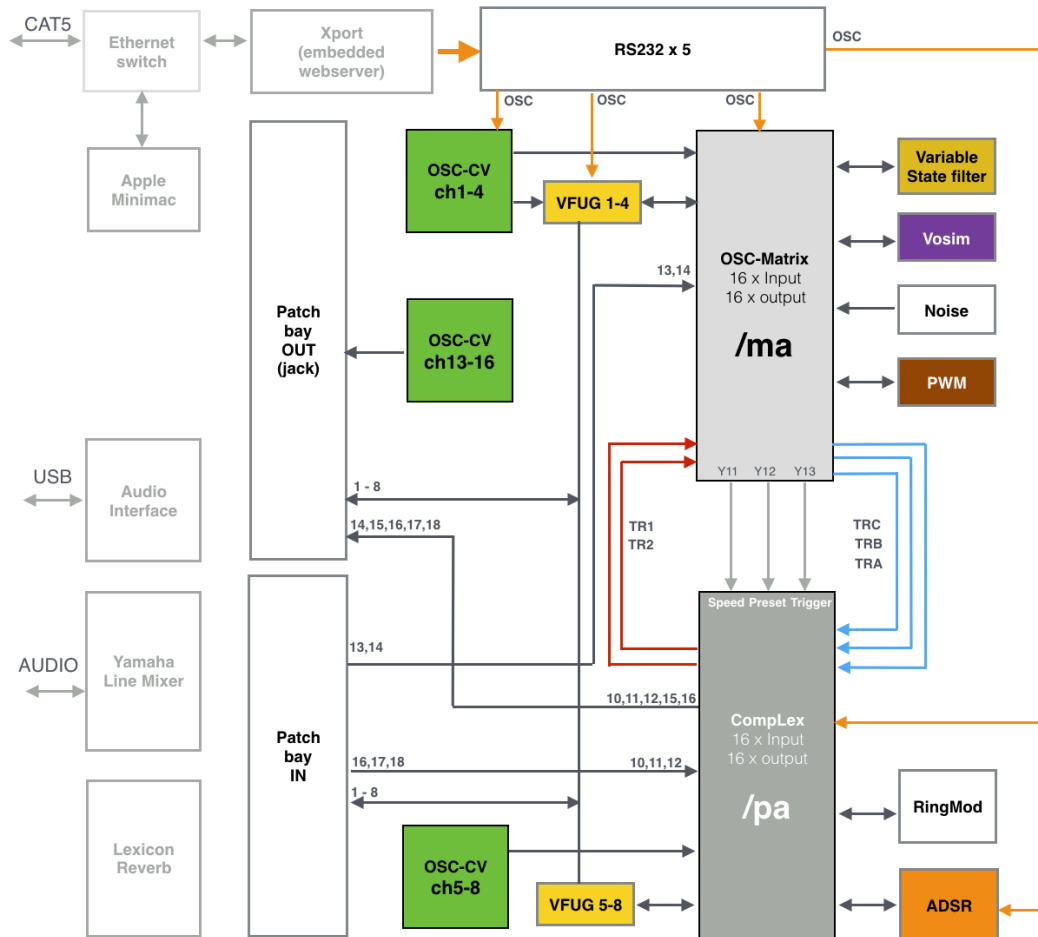 CAT5
Ethernet
switch
Xport
(embedded
webserver)
RS232 x 5
OSC
OSC
OSC
OSC
Apple
Minimac
OSC-CV
ch1-4
VFUG 1-4
Variable
State filter
Vosim
OSC-Matrix
16 x Input
16 x output
/ma
13,14
Noise
PWM
Patch
bay
OUT
(jack)
OSC-CV
ch13-16
USB
Audio
Interface
1 - 8
14,15,16,17,18
Y11
Y12
Y13
TR1
TR2
TRC
TRB
TRA
Speed Preset Trigger
AUDIO
Yamaha
Line Mixer
13,14
10,11,12,15,16
CompLex
16 x Input
16 x output
/pa
Patch
bay
IN
16,17,18
10,11,12
1 - 8
RingMod
Lexicon
Reverb
OSC-CV
ch5-8
VFUG 5-8
ADSR